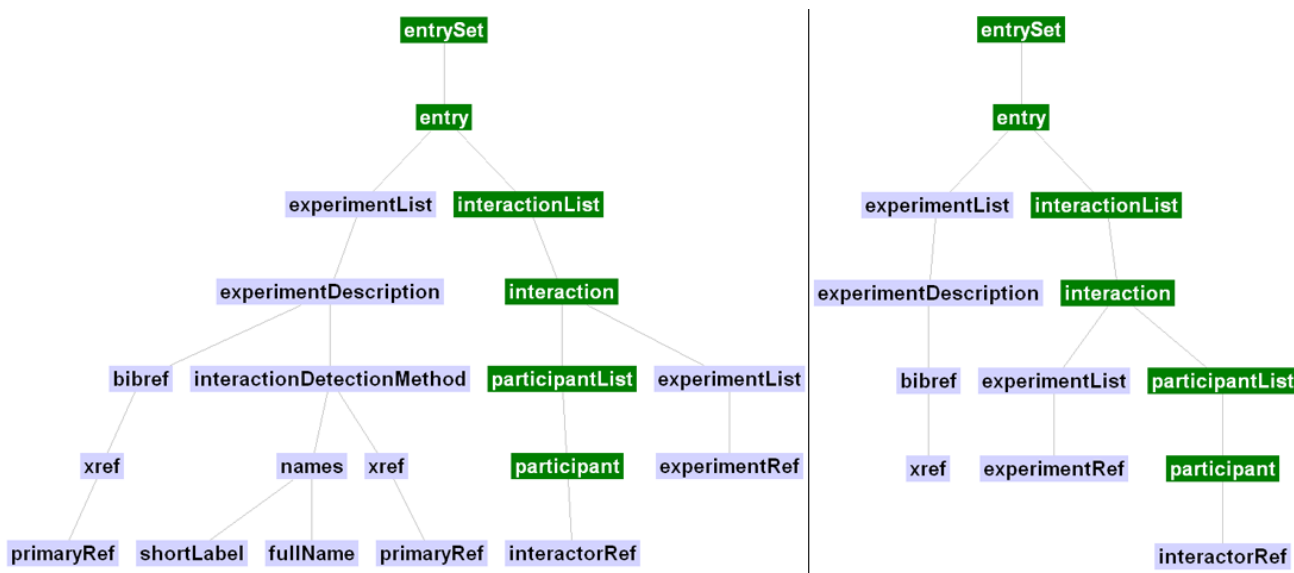 entrySet
entry
experimentList interactionList
experimentDescription interaction
bibref interactionDetectionMethod participantList experimentList
xref names xref participant experimentRef
primaryRef shortLabel fullName primaryRef interactorRef
entrySet
entry
experimentList interactionList
experimentDescription interaction
bibref experimentList participantList
xref experimentRef participant
interactorRef